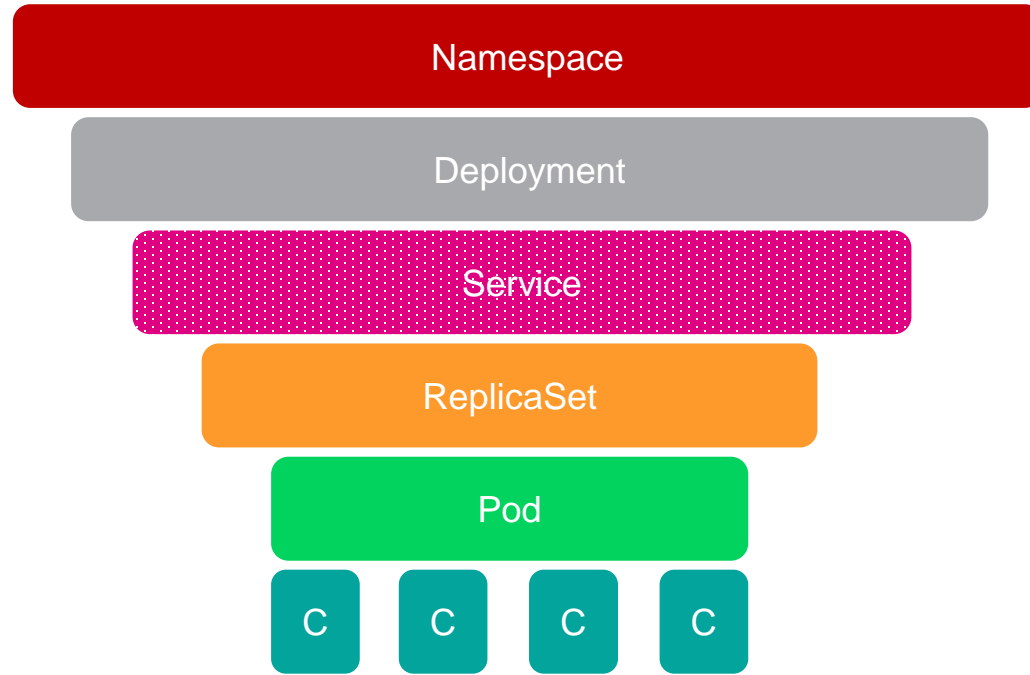 Namespace
Deployment
Service
ReplicaSet
Pod
C C C C